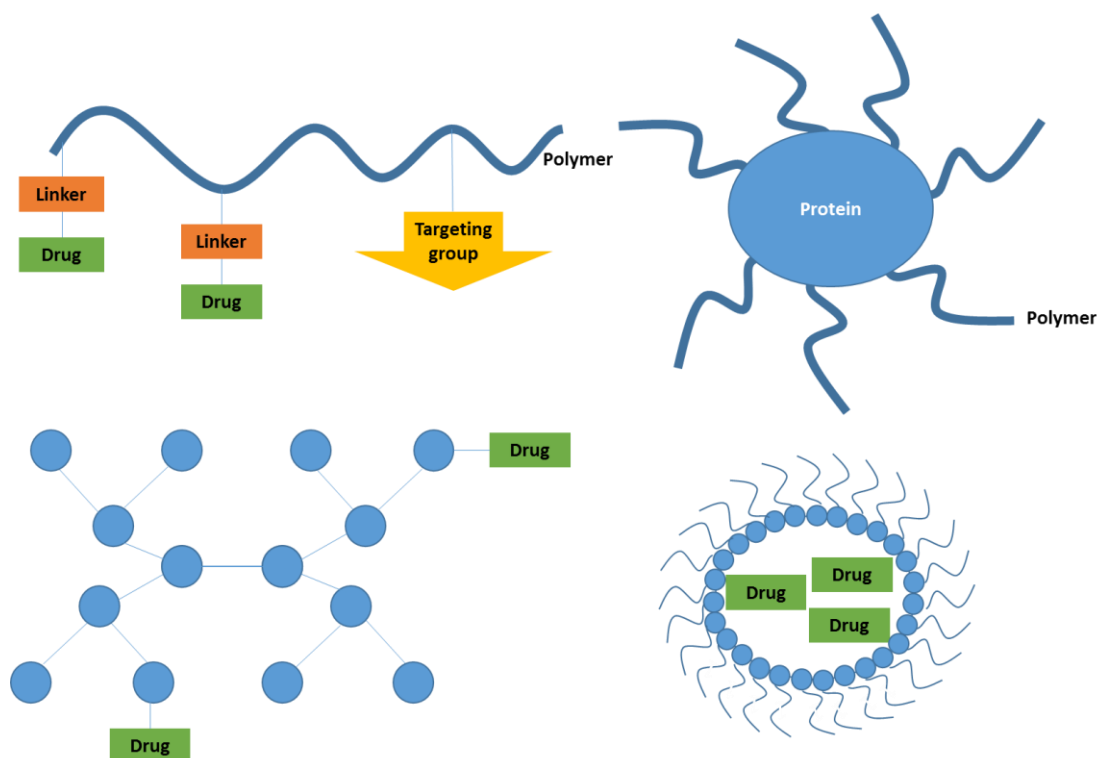 Polymer
Linker
Drug
Linker
Drug
Targeting
group
Protein
Polymer
Drug
Drug
Drug
Drug
Drug